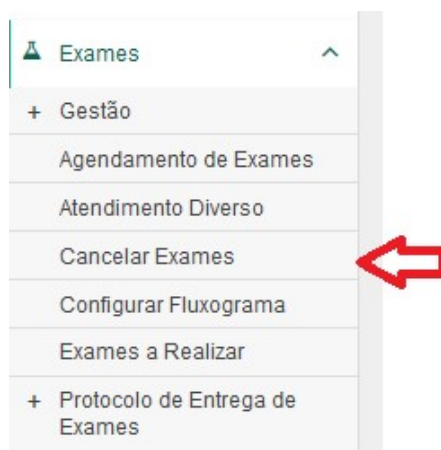 Exames
+ Gestão
Agendamento de Exames
Atendimento Diverso
Cancelar Exames
Configurar Fluxograma
Exames a Realizar
+ Protocolo de Entrega de
Exames